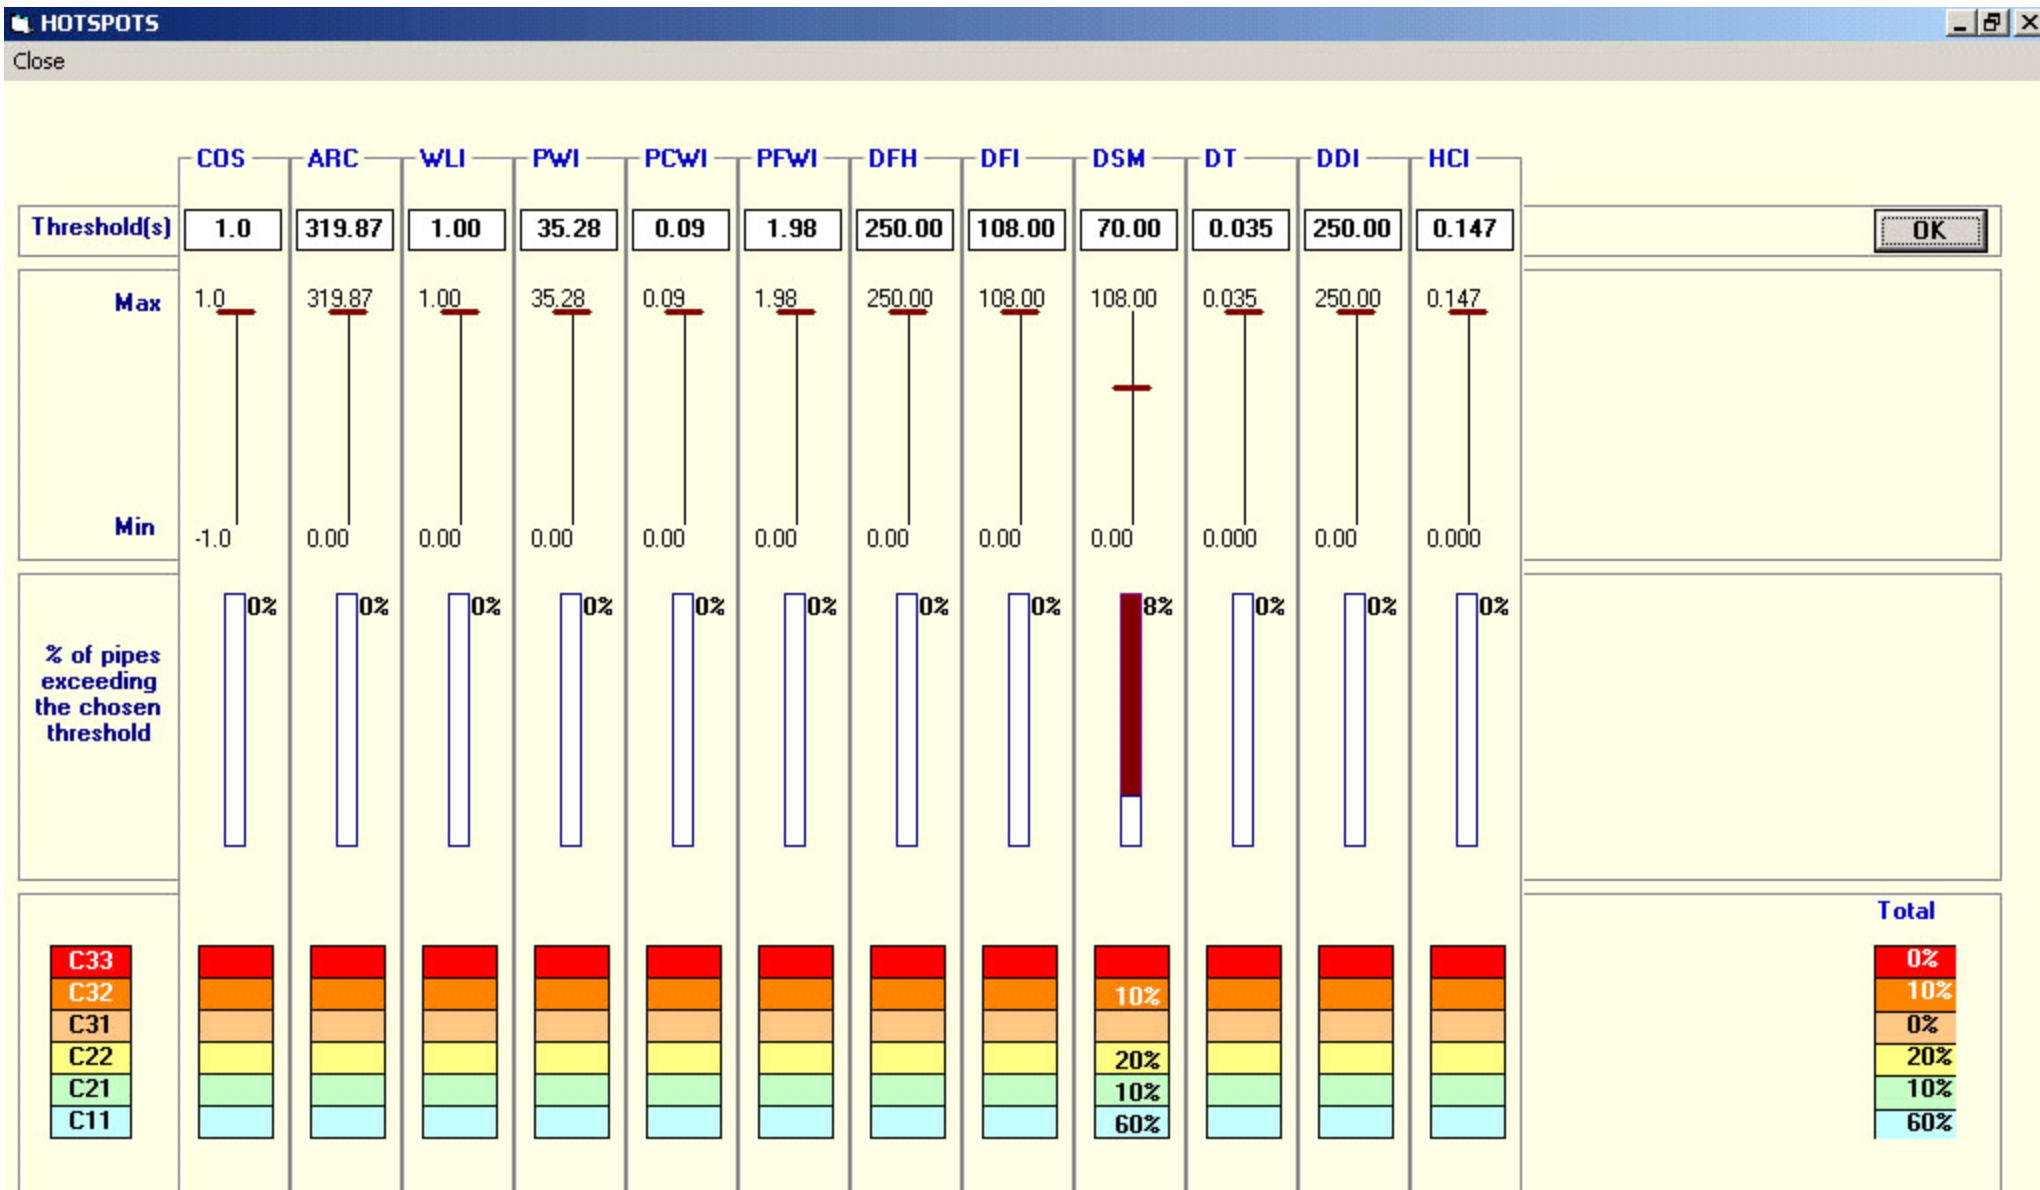 HOTSPOTS
Close
COS ARC WLI PWI PCWI PFWI DFH DFI DSM DT DDI HCI
Threshold(s) 1.0 319.87 1.00 35.28 0.09 1.98 250.00 108.00 70.00 0.035 250.00 0.147 OK
Max 1.0 319.87 1.00 35.28 0.09 1.98 250.00 108.00 108.00 0.035 250.00 0.147
Min -1.0 0.00 0.00 0.00 0.00 0.00 0.00 0.00 0.00 0.000 0.00 0.000
0% 0% 0% 0% 0% 0% 0% 0% 8% 0% 0% 0%
% of pipes
exceeding
the chosen
threshold
Total
C33 0%
C32 10% 10%
C31 0%
C22 20% 20%
C21 10% 10%
C11 60% 60%